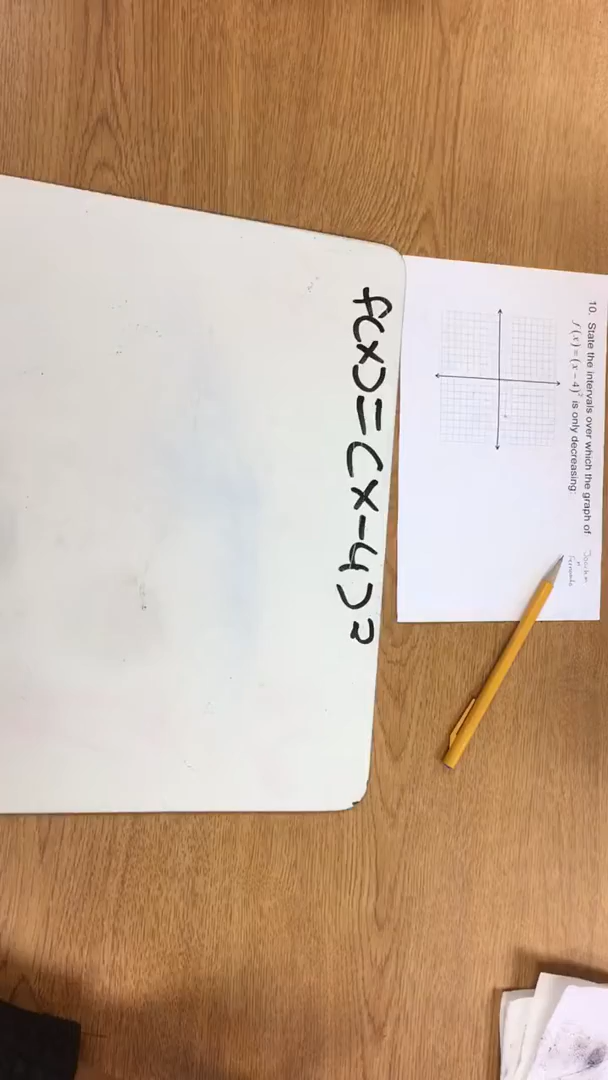 10. State the intervals over which the graph of
f(x) = (x − 4)² is only decreasing:
f(x)=(x-4)²